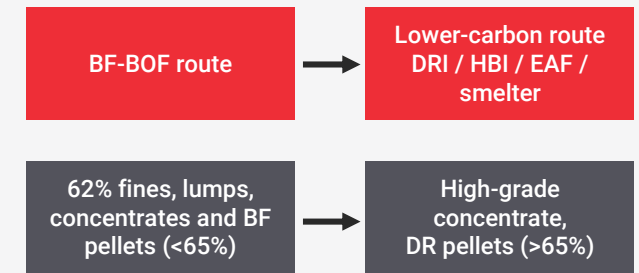 BF-BOF route
Lower-carbon route
DRI / HBI / EAF /
smelter
62% fines, lumps,
concentrates and BF
pellets (<65%)
High-grade
concentrate,
DR pellets (>65%)